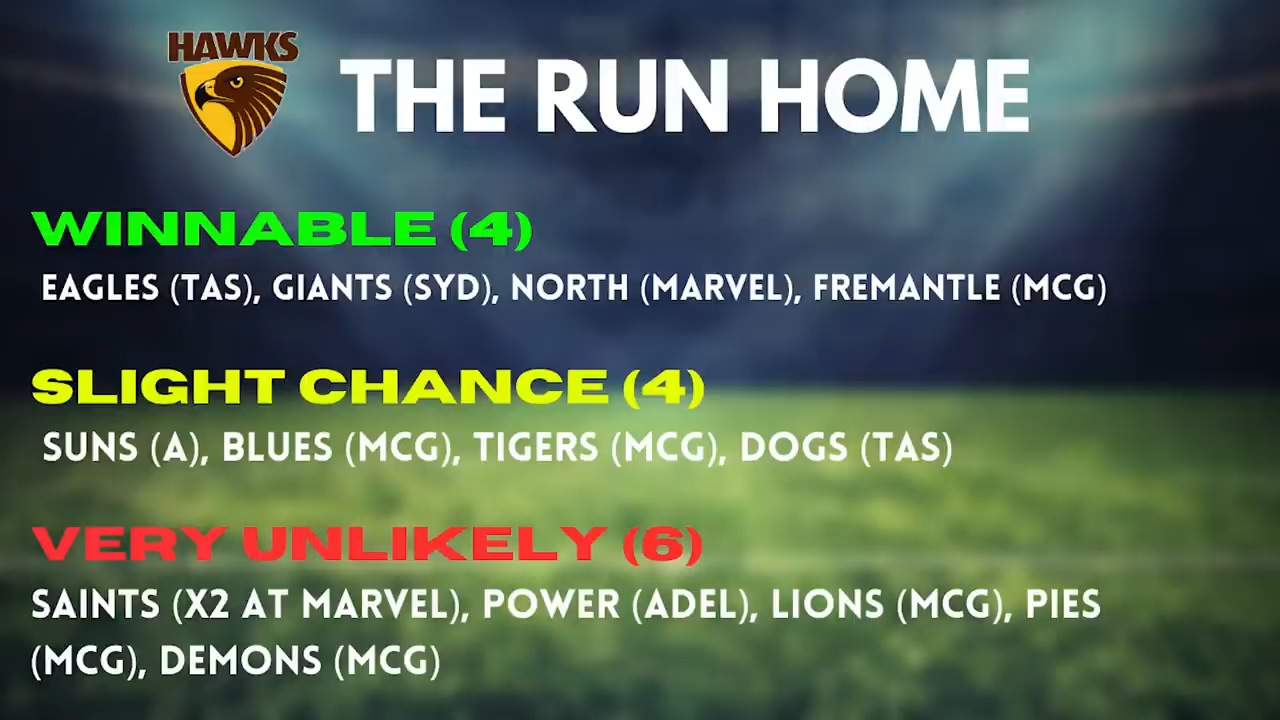 HAWKS
THE RUN HOME
WINNABLE (4)
EAGLES (TAS), GIANTS (SYD), NORTH (MARVEL), FREMANTLE (MCG)
SLIGHT CHANCE (4)
SUNS (A), BLUES (MCG), TIGERS (MCG), DOGS (TAS)
VERY UNLIKELY (6)
SAINTS (X2 AT MARVEL), POWER (ADEL), LIONS (MCG), PIES
(MCG), DEMONS (MCG)